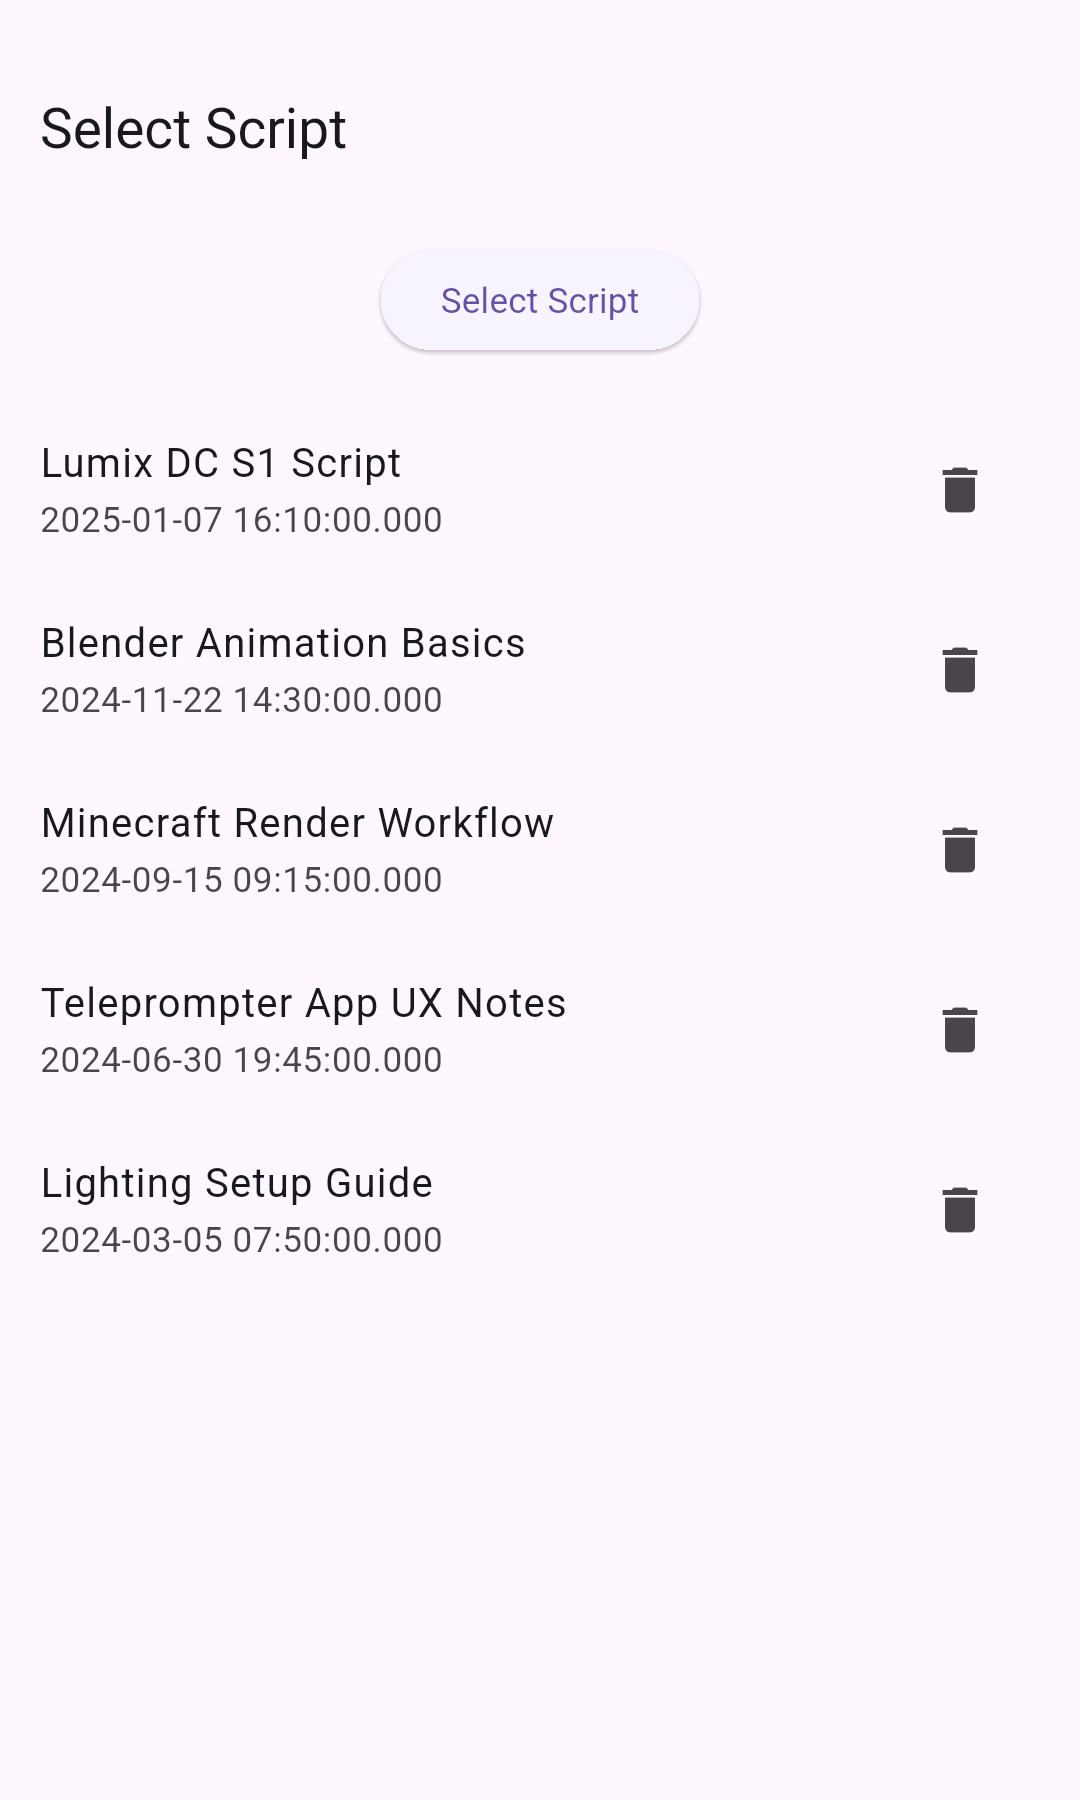 Select Script
Select Script
Lumix DC S1 Script
2025-01-07 16:10:00.000
Blender Animation Basics
2024-11-22 14:30:00.000
Minecraft Render Workflow
2024-09-15 09:15:00.000
Teleprompter App UX Notes
2024-06-30 19:45:00.000
Lighting Setup Guide
2024-03-05 07:50:00.000